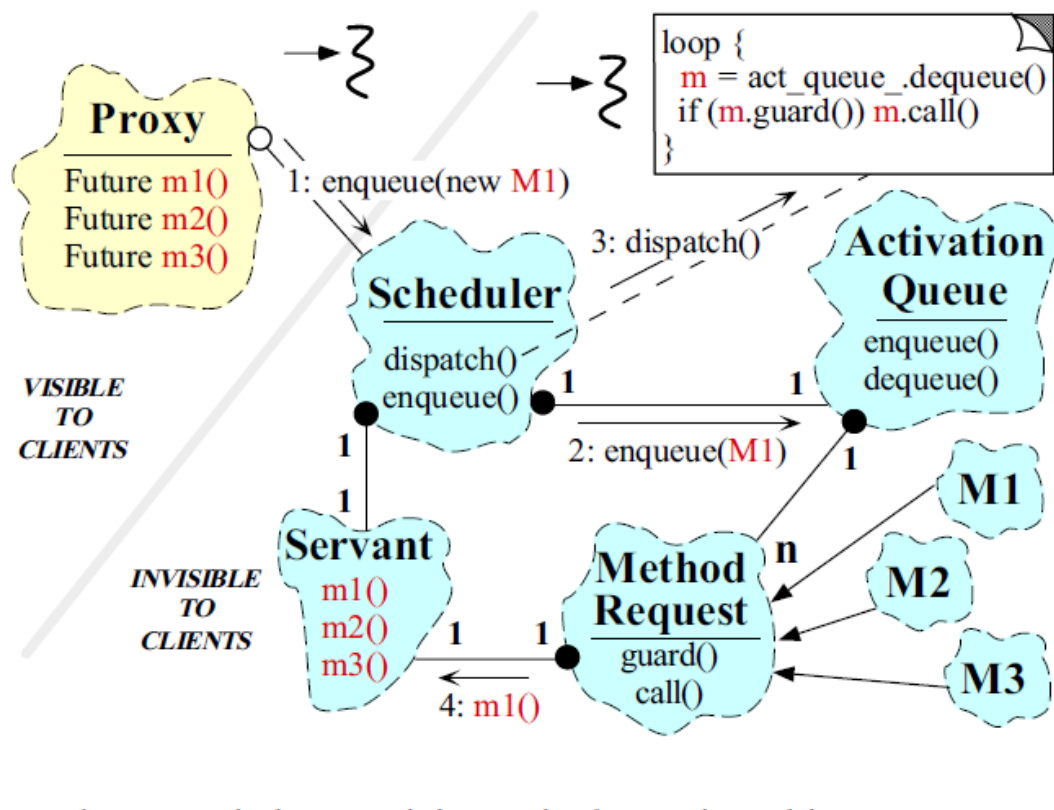 loop {
m = act_queue_.dequeue()
if (m.guard()) m.call()
}
Proxy
Future m1()
Future m2()
Future m3()
1: enqueue(new M1)
3: dispatch()
Scheduler
dispatch()
enqueue()
Activation
Queue
enqueue()
dequeue()
1
1
2: enqueue(M1)
VISIBLE
TO
CLIENTS
1
1
1
n
Servant
m1()
m2()
m3()
INVISIBLE
TO
CLIENTS
Method
Request
guard()
call()
1
1
4: m1()
M1
M2
M3